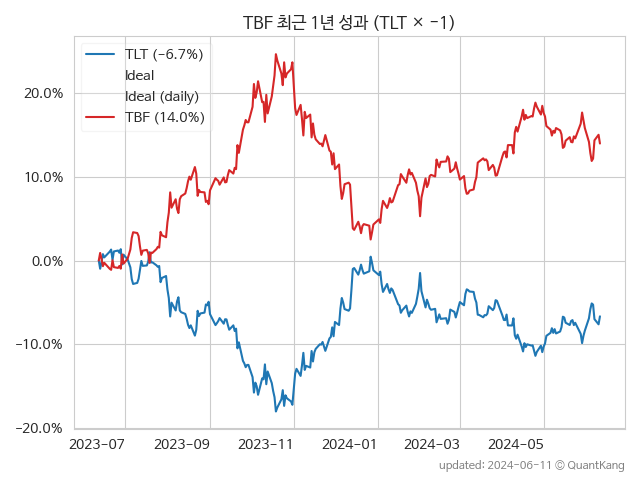 TBF 최근 1년 성과 (TLT × −1)
TLT (−6.7%)
Ideal
Ideal (daily)
TBF (14.0%)
20.0%
10.0%
0.0%
−10.0%
−20.0%
2023−07
2023−09
2023−11
2024−01
2024−03
2024−05
updated: 2024-06-11 © QuantKang